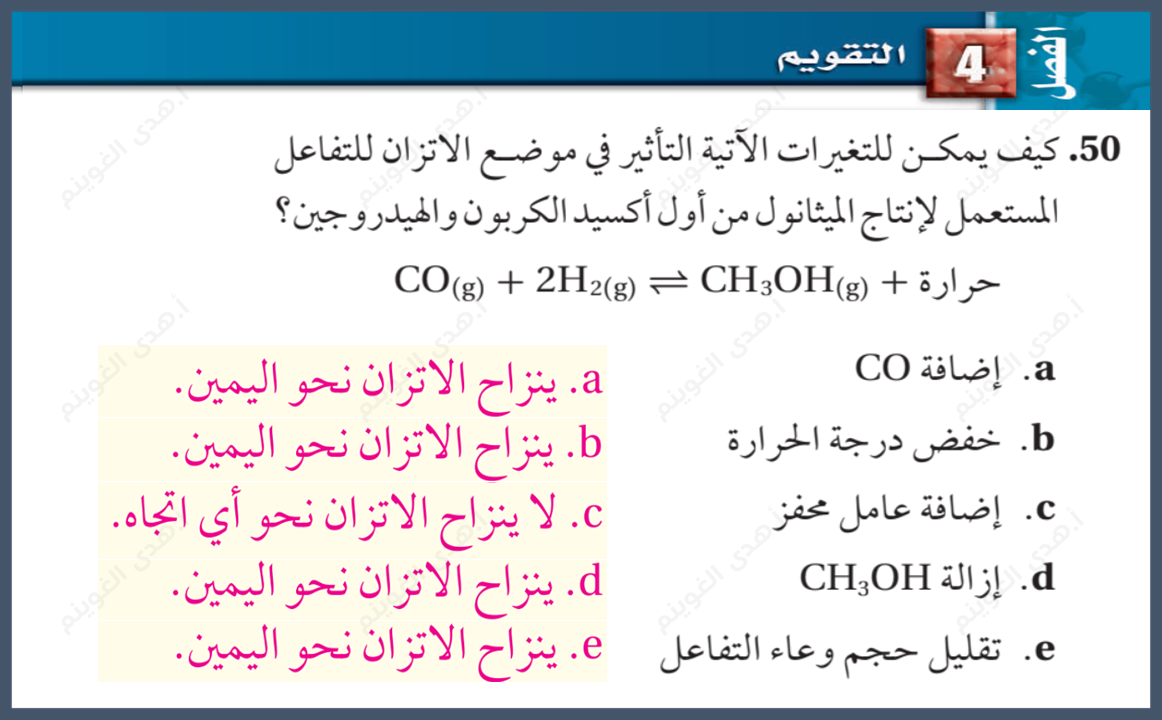 الفصل 4 التقويم
50. كيف يمكن للتغيرات الآتية التأثير في موضع الاتزان للتفاعل
المستعمل لإنتاج الميثانول من أول أكسيد الكربون والهيدروجين؟
CO(g) + 2H₂(g) ⇌ CH₃OH(g) + حرارة
a. إضافة CO
a. ينزاح الاتزان نحو اليمين.
b. خفض درجة الحرارة
b. ينزاح الاتزان نحو اليمين.
c. إضافة عامل محفز
c. لا ينزاح الاتزان نحو أي اتجاه.
d. إزالة CH₃OH
d. ينزاح الاتزان نحو اليمين.
e. تقليل حجم وعاء التفاعل
e. ينزاح الاتزان نحو اليمين.
أ.هدى الغوينم